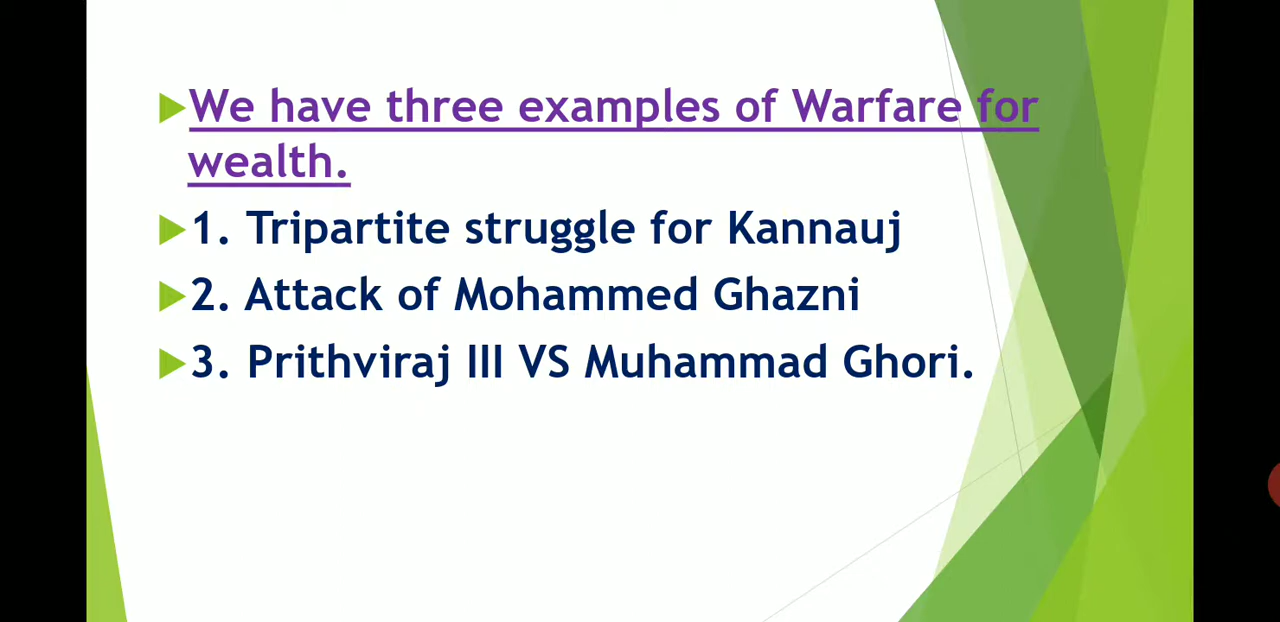 We have three examples of Warfare for
wealth.
1. Tripartite struggle for Kannauj
2. Attack of Mohammed Ghazni
3. Prithviraj III VS Muhammad Ghori.